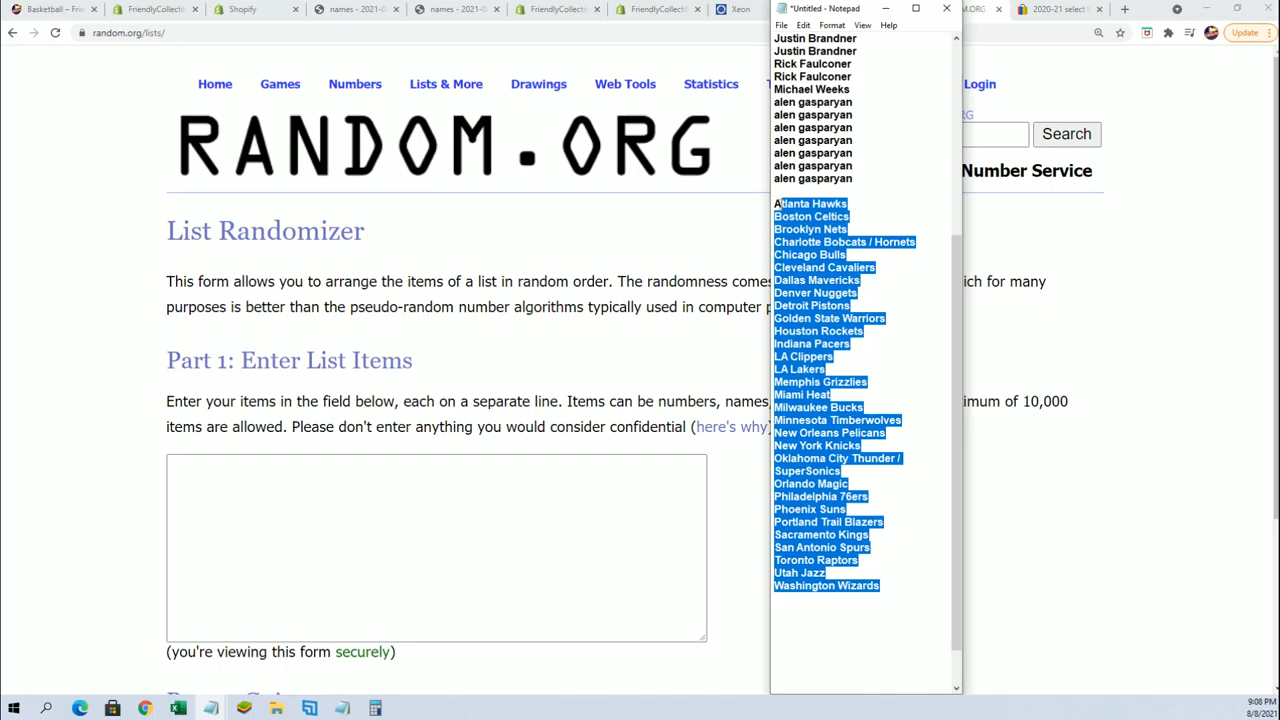 Basketball – Fri
FriendlyCollecti
Shopify
names - 2021-0
names - 2021-0
FriendlyCollecti
FriendlyCollecti
Xeon
M.ORG
2020-21 select
random.org/lists/
Update
*Untitled - Notepad
File Edit Format View Help
Home Games Numbers Lists & More Drawings Web Tools Statistics T
Login
RANDOM.ORG
RG
Search
Number Service
List Randomizer
This form allows you to arrange the items of a list in random order. The randomness comes
ich for many
purposes is better than the pseudo-random number algorithms typically used in computer p
Part 1: Enter List Items
Enter your items in the field below, each on a separate line. Items can be numbers, names,
imum of 10,000
items are allowed. Please don't enter anything you would consider confidential (here's why)
(you're viewing this form securely)
Justin Brandner
Justin Brandner
Rick Faulconer
Rick Faulconer
Michael Weeks
alen gasparyan
alen gasparyan
alen gasparyan
alen gasparyan
alen gasparyan
alen gasparyan
alen gasparyan
Atlanta Hawks
Boston Celtics
Brooklyn Nets
Charlotte Bobcats / Hornets
Chicago Bulls
Cleveland Cavaliers
Dallas Mavericks
Denver Nuggets
Detroit Pistons
Golden State Warriors
Houston Rockets
Indiana Pacers
LA Clippers
LA Lakers
Memphis Grizzlies
Miami Heat
Milwaukee Bucks
Minnesota Timberwolves
New Orleans Pelicans
New York Knicks
Oklahoma City Thunder /
SuperSonics
Orlando Magic
Philadelphia 76ers
Phoenix Suns
Portland Trail Blazers
Sacramento Kings
San Antonio Spurs
Toronto Raptors
Utah Jazz
Washington Wizards
9:08 PM
8/8/2021